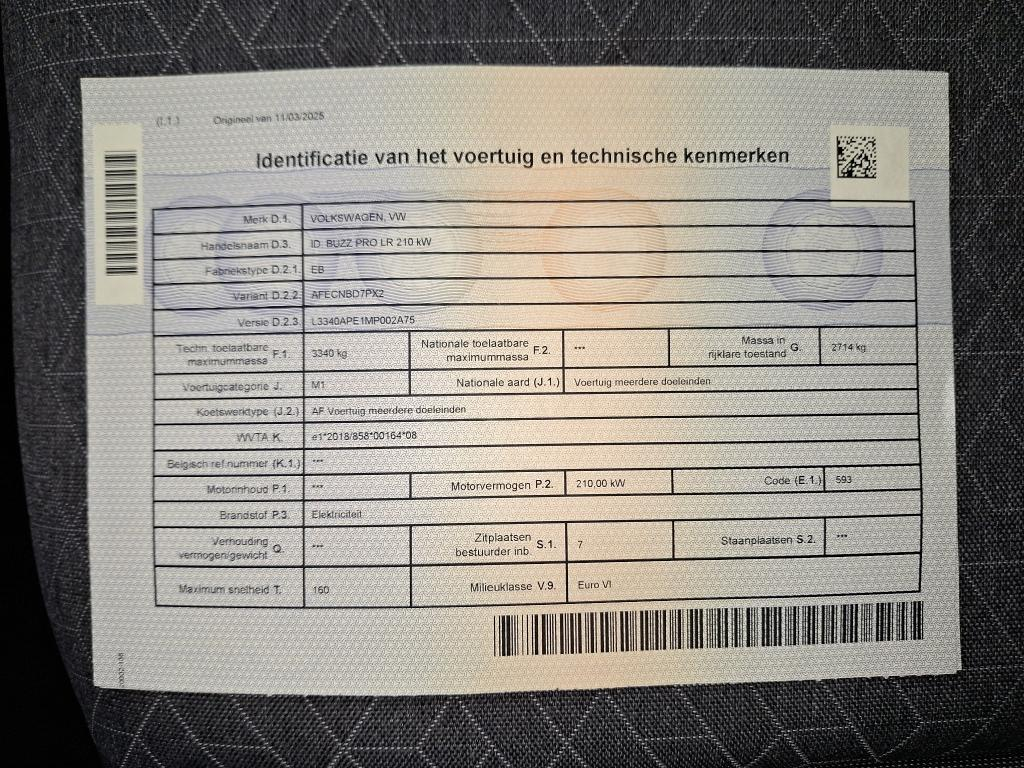 (I.1.) Origineel van 11/03/2025
Identificatie van het voertuig en technische kenmerken
Merk D.1. VOLKSWAGEN, VW
Handelsnaam D.3. ID. BUZZ PRO LR 210 kW
Fabriekstype D.2.1. EB
Variant D.2.2. AFECNBD7PX2
Versie D.2.3. L3340APE1MP002A75
Techn. toelaatbare maximummassa F.1. 3340 kg Nationale toelaatbare maximummassa F.2. *** Massa in rijklare toestand G. 2714 kg
Voertuigcategorie J. M1 Nationale aard (J.1.) Voertuig meerdere doeleinden
Koetswerktype (J.2.) AF Voertuig meerdere doeleinden
WVTA K. e1*2018/858*00164*08
Belgisch ref.nummer (K.1.) ***
Motorinhoud P.1. *** Motorvermogen P.2. 210,00 kW Code (E.1.) 593
Brandstof P.3. Elektriciteit
Verhouding vermogen/gewicht Q. *** Zitplaatsen bestuurder inb. S.1. 7 Staanplaatsen S.2. ***
Maximum snelheid T. 160 Milieuklasse V.9. Euro VI